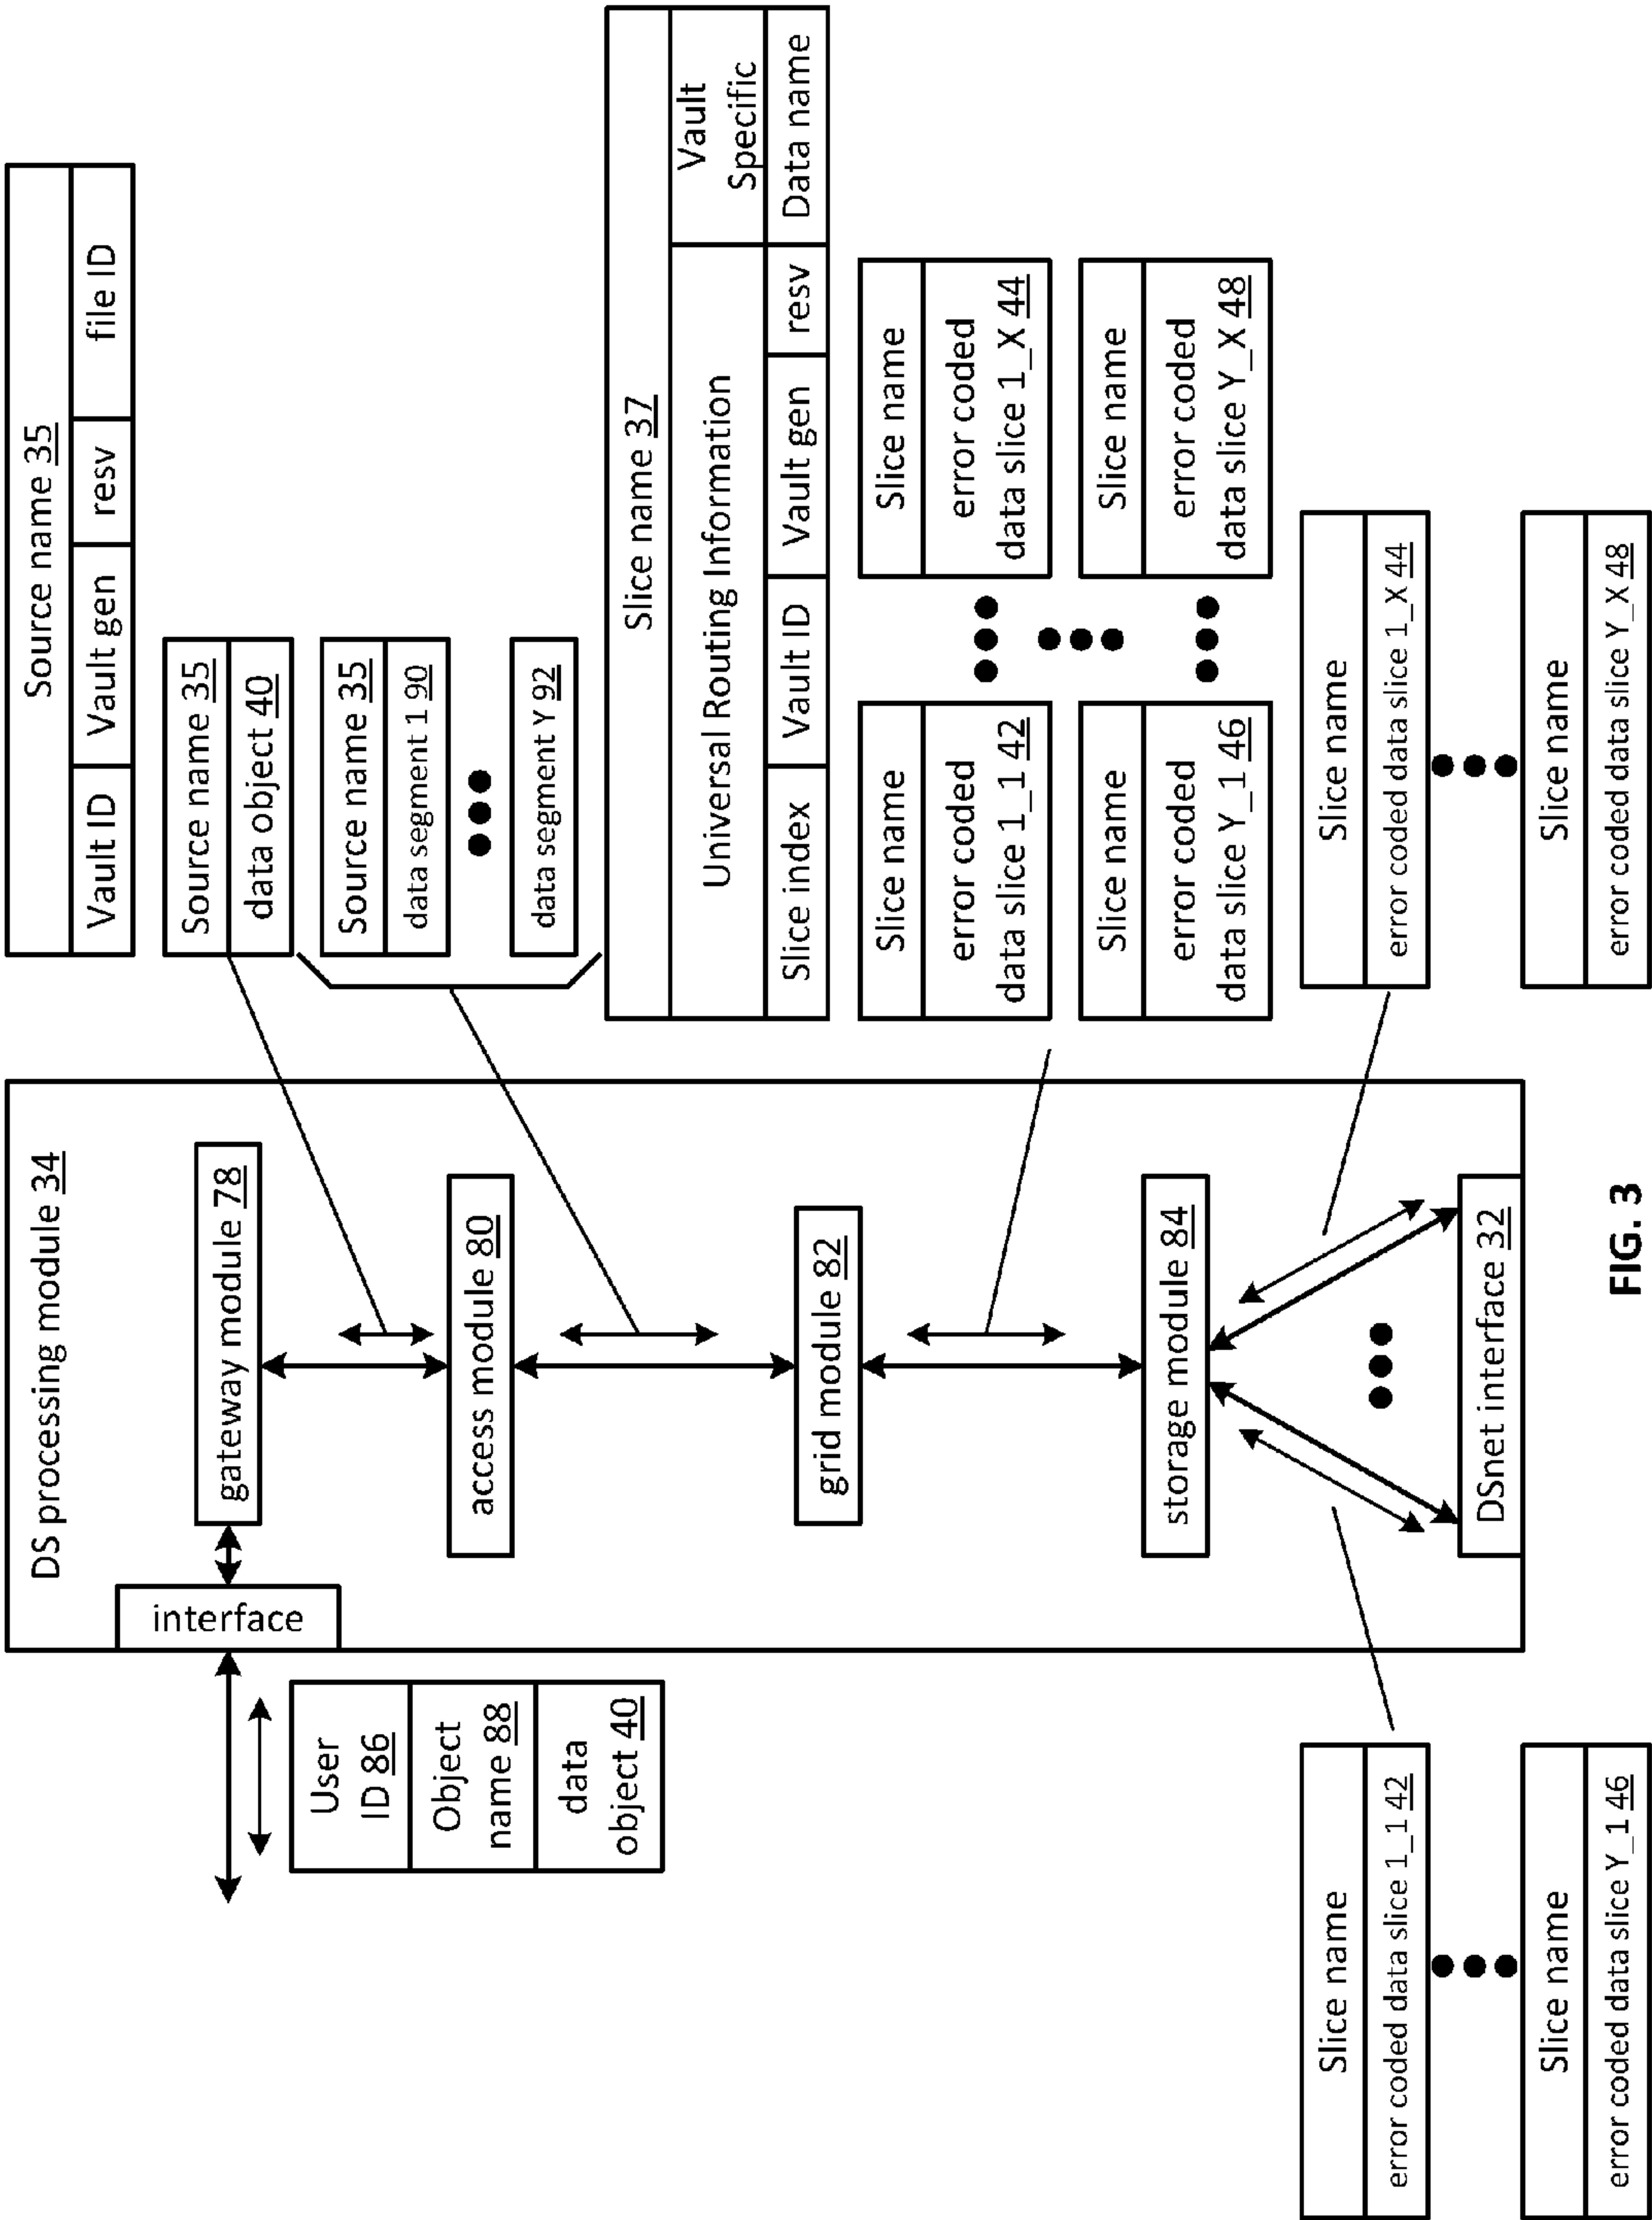 DS processing module 34
interface
gateway module 78
access module 80
grid module 82
storage module 84
DSnet interface 32
User
ID 86
Object
name 88
data
object 40
Source name 35
Vault ID
Vault gen
resv
file ID
Source name 35
data object 40
Source name 35
data segment 1 90
data segment Y 92
Slice name 37
Universal Routing Information
Vault
Specific
Slice index
Vault ID
Vault gen
resv
Data name
Slice name
error coded
data slice 1_1 42
Slice name
error coded
data slice 1_X 44
Slice name
error coded
data slice Y_1 46
Slice name
error coded
data slice Y_X 48
Slice name
error coded data slice 1_1 42
Slice name
error coded data slice Y_1 46
Slice name
error coded data slice 1_X 44
Slice name
error coded data slice Y_X 48
FIG. 3